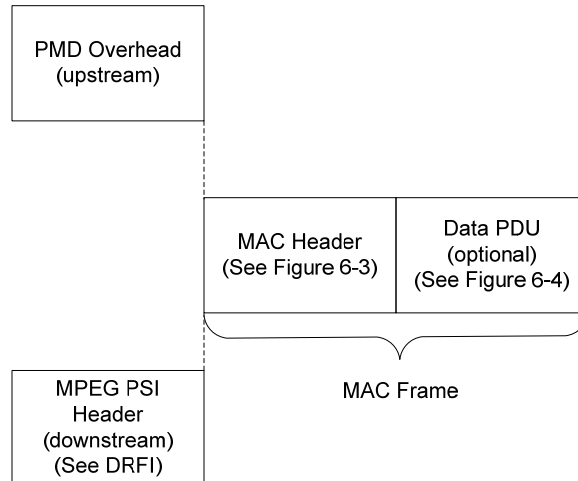 PMD Overhead
(upstream)
MAC Header
(See Figure 6-3)
Data PDU
(optional)
(See Figure 6-4)
MAC Frame
MPEG PSI
Header
(downstream)
(See DRFI)